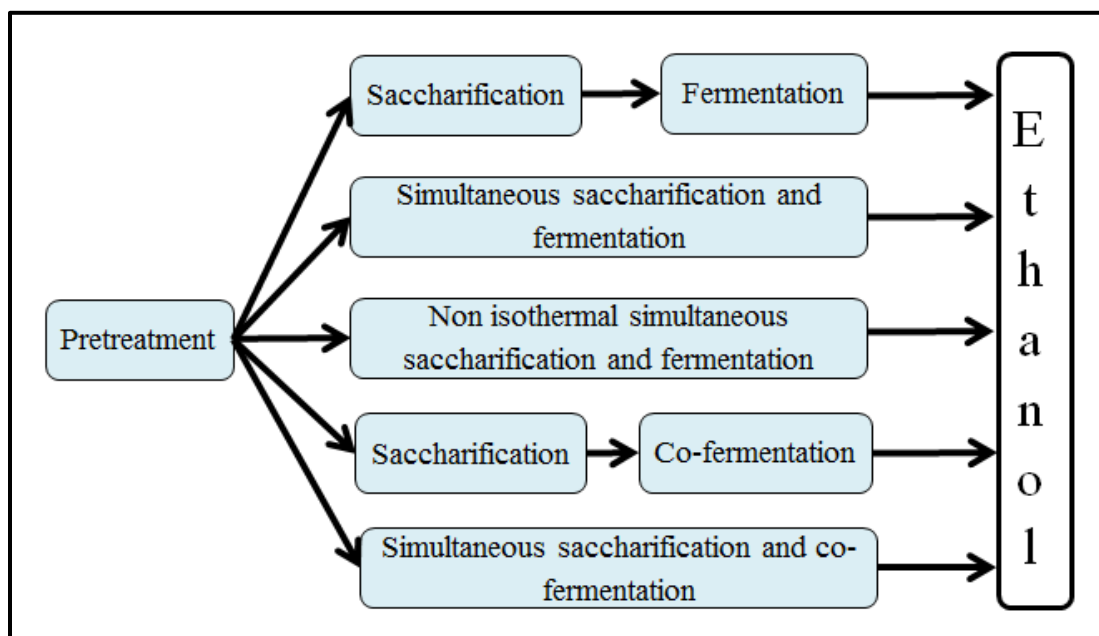 Saccharification
Fermentation
Simultaneous saccharification and
fermentation
Pretreatment
Non isothermal simultaneous
saccharification and fermentation
Saccharification
Co-fermentation
Simultaneous saccharification and co-
fermentation
E
t
h
a
n
o
l